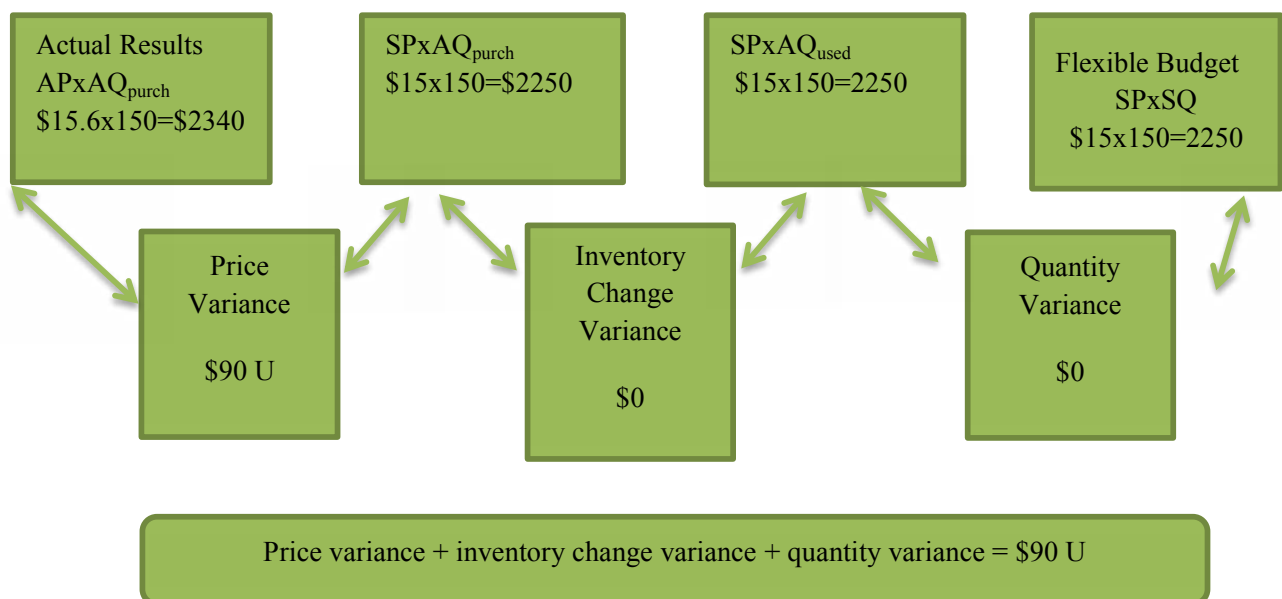 Actual Results
APxAQpurch
$15.6x150=$2340
SPxAQpurch
$15x150=$2250
SPxAQused
$15x150=2250
Flexible Budget
SPxSQ
$15x150=2250
Price
Variance
$90 U
Inventory
Change
Variance
$0
Quantity
Variance
$0
Price variance + inventory change variance + quantity variance = $90 U